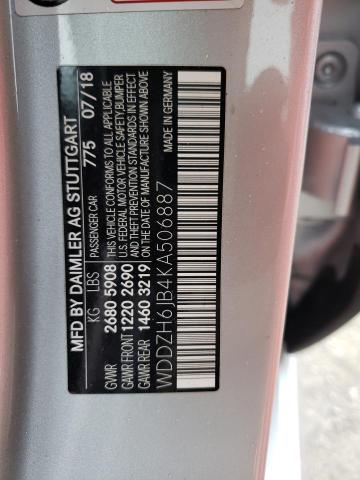 MFD BY DAIMLER AG STUTTGART
PASSENGER CAR 775 07/18
KG LBS
GVWR 2680 5908
GAWR FRONT 1220 2690
GAWR REAR 1460 3219
THIS VEHICLE CONFORMS TO ALL APPLICABLE
U.S. FEDERAL MOTOR VEHICLE SAFETY,BUMPER
AND THEFT PREVENTION STANDARDS IN EFFECT
ON THE DATE OF MANUFACTURE SHOWN ABOVE
WDDZH6JB4KA506887
MADE IN GERMANY